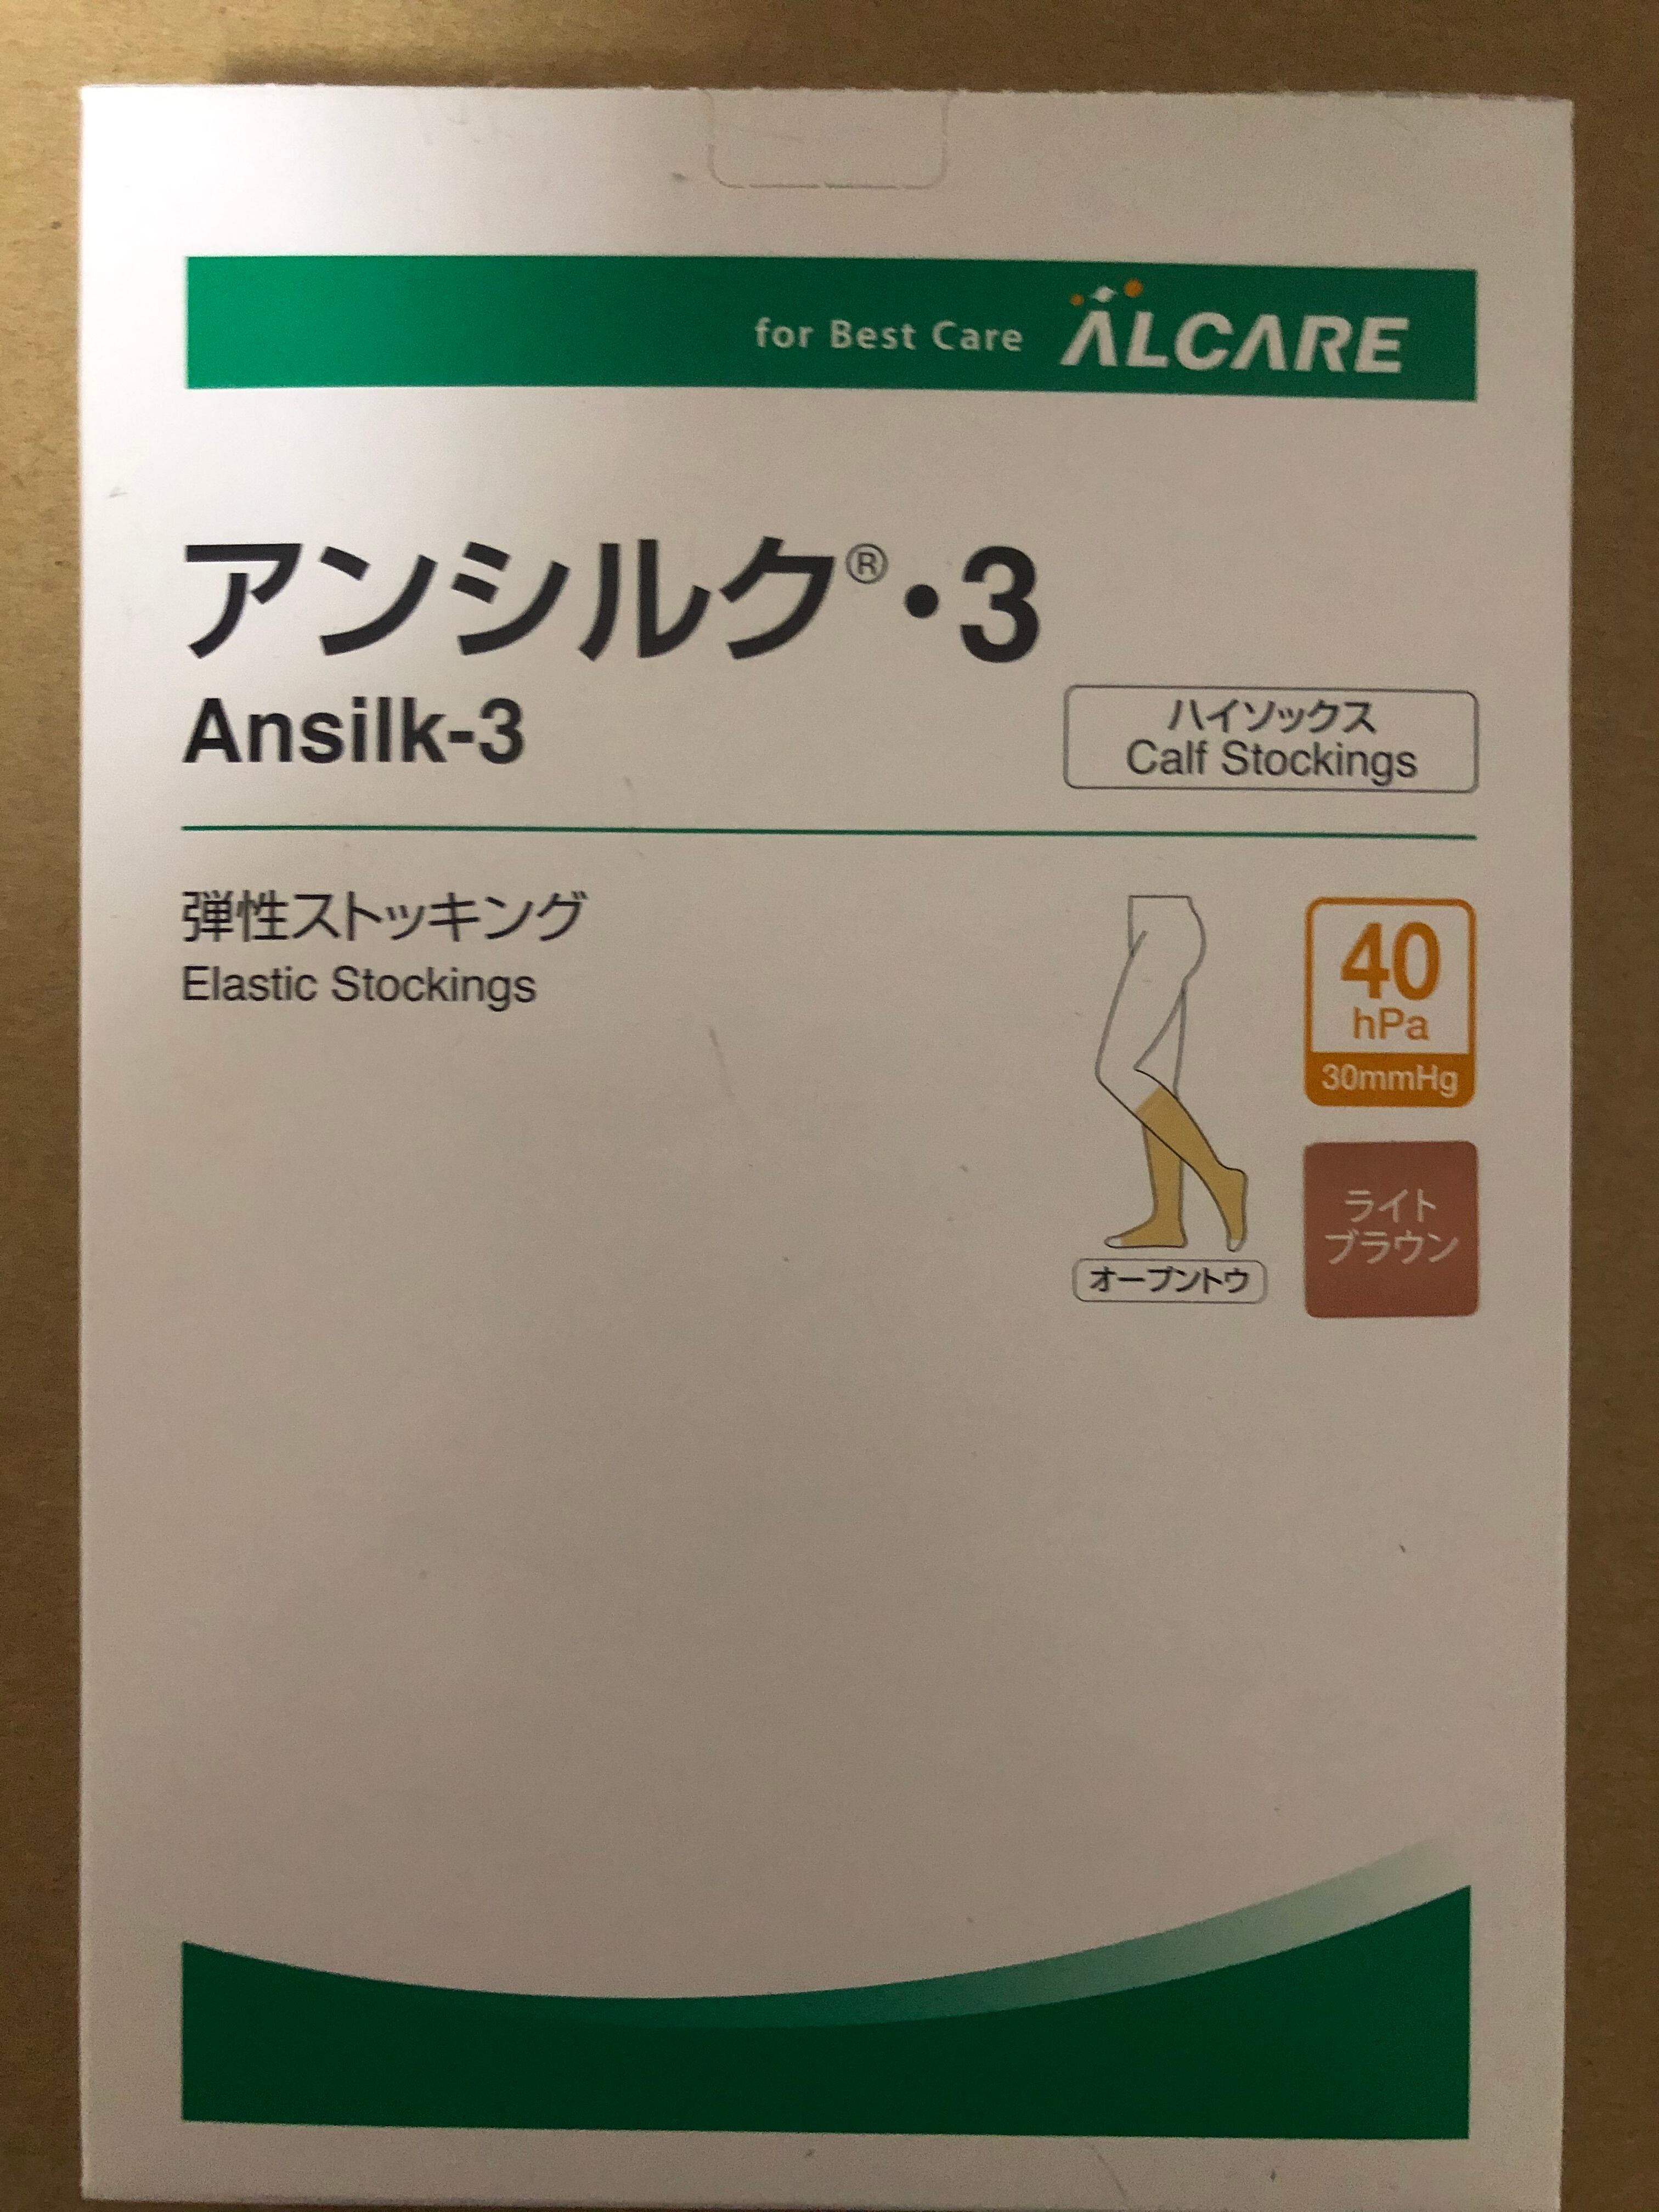 for Best Care ALCARE
アンシルク®・3
Ansilk-3
ハイソックス
Calf Stockings
弾性ストッキング
Elastic Stockings
40
hPa
30mmHg
ライト
ブラウン
オープントウ